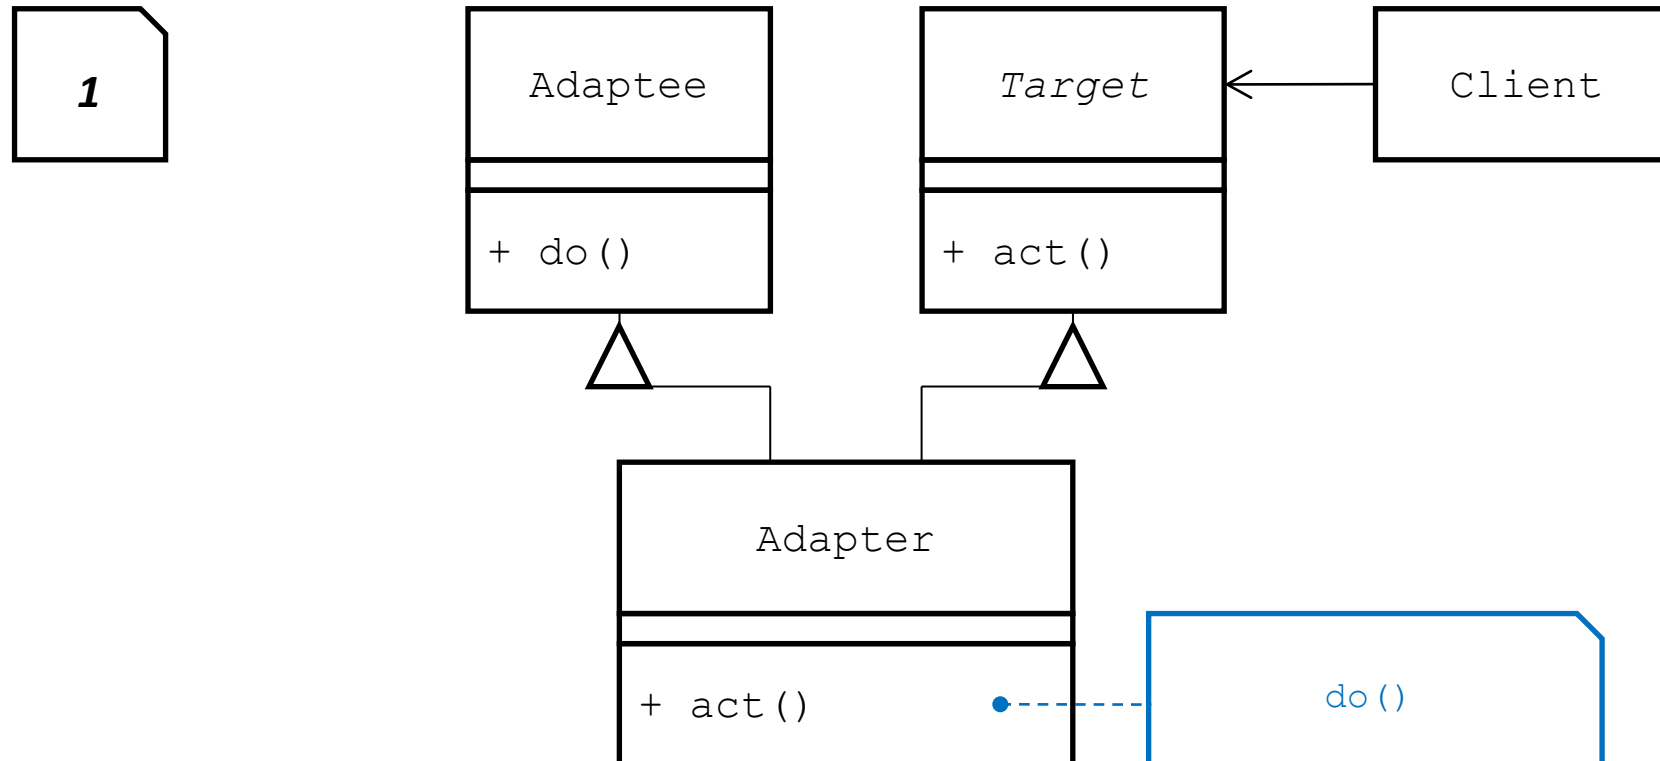 1
Adaptee
Target
Client
+ do()
+ act()
Adapter
+ act()
do()